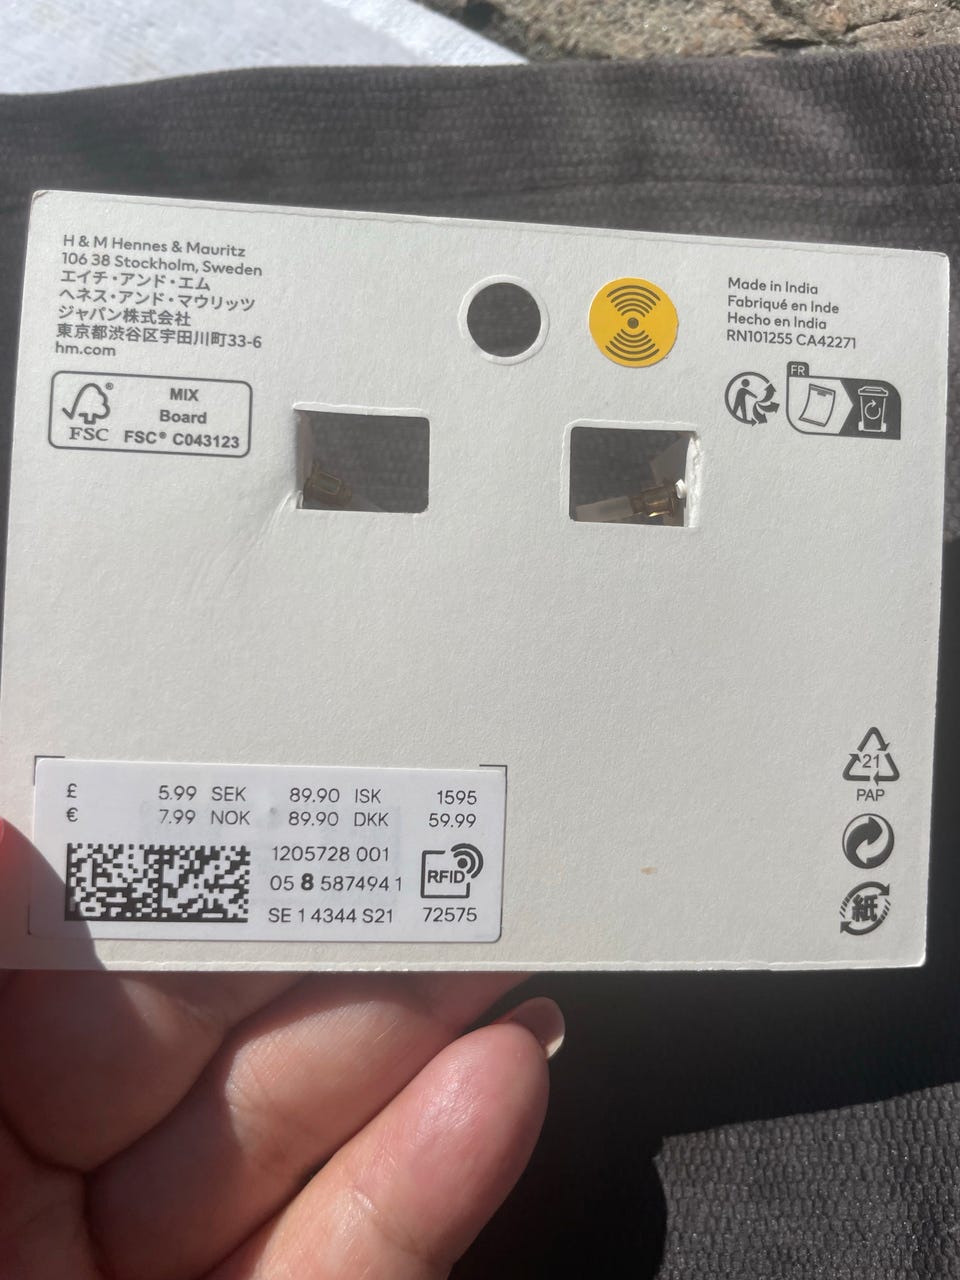 H & M Hennes & Mauritz
106 38 Stockholm, Sweden
エイチ・アンド・エム
ヘネス・アンド・マウリッツ
ジャパン株式会社
東京都渋谷区宇田川町33-6
hm.com
Made in India
Fabriqué en Inde
Hecho en India
RN101255 CA42271
FR
FSC®
MIX
Board
FSC® C043123
21
PAP
紙
£ 5.99 SEK 89.90 ISK 1595
€ 7.99 NOK 89.90 DKK 59.99
1205728 001
05 8 587494 1
SE 1 4344 S21
RFID
72575